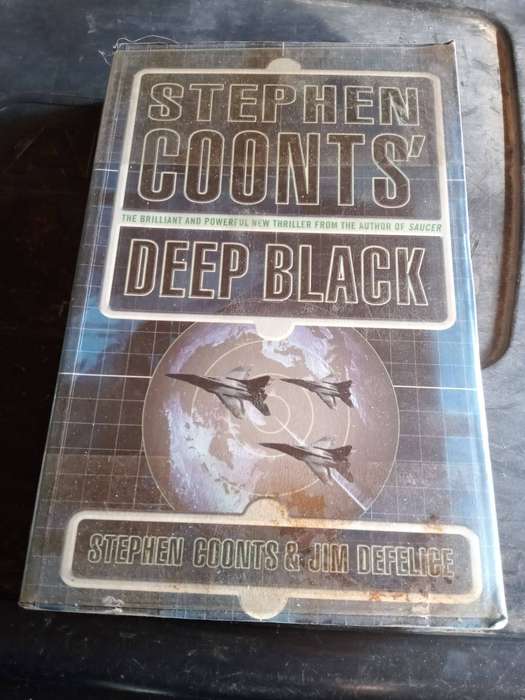 STEPHEN
COONTS'
THE BRILLIANT AND POWERFUL NEW THRILLER FROM THE AUTHOR OF SAUCER
DEEP BLACK
STEPHEN COONTS & JIM DEFELICE